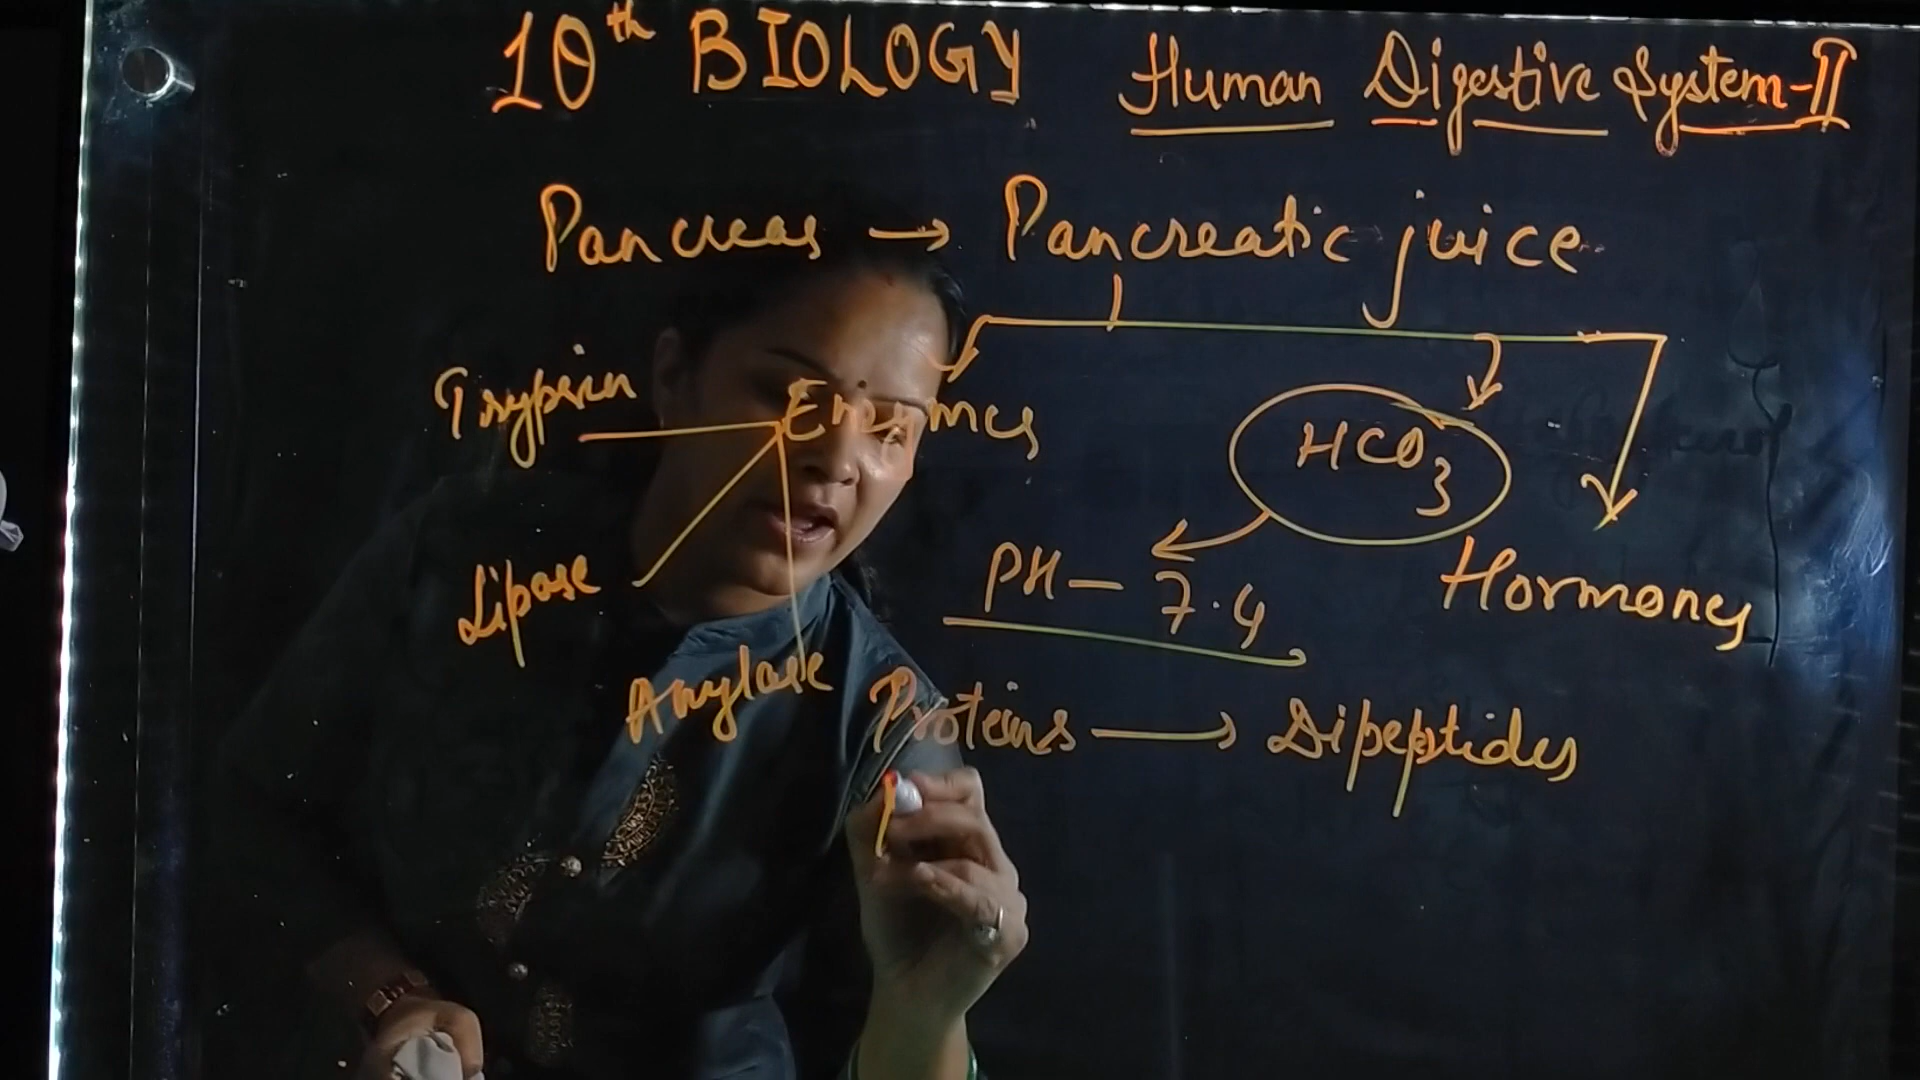 10th BIOLOGY Human Digestive System-II
Pancreas → Pancreatic juice
Trypsin Enzymes HCO3
Lipase PH - 7.4 Hormones
Amylase Proteins → Dipeptides